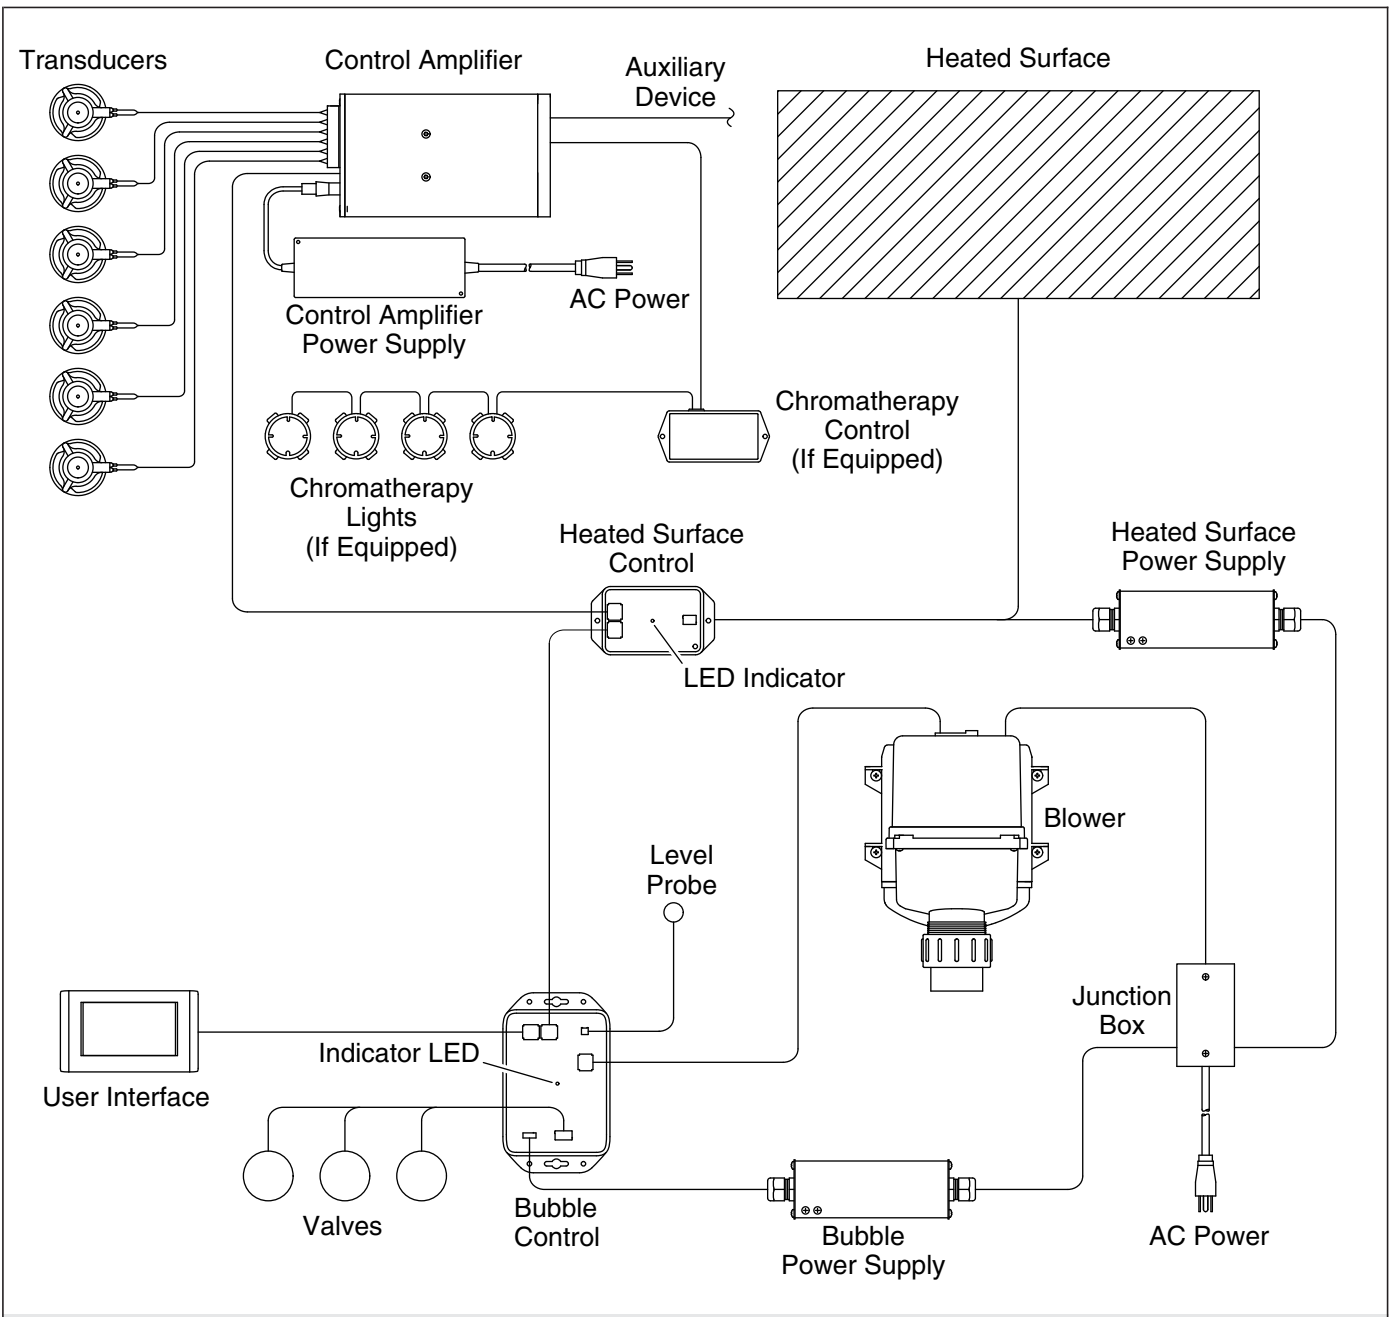 Transducers
Control Amplifier
Auxiliary
Device
Heated Surface
AC Power
Control Amplifier
Power Supply
Chromatherapy
Control
(If Equipped)
Chromatherapy
Lights
(If Equipped)
Heated Surface
Control
Heated Surface
Power Supply
LED Indicator
Blower
Level
Probe
Junction
Box
Indicator LED
User Interface
Valves
Bubble
Control
Bubble
Power Supply
AC Power